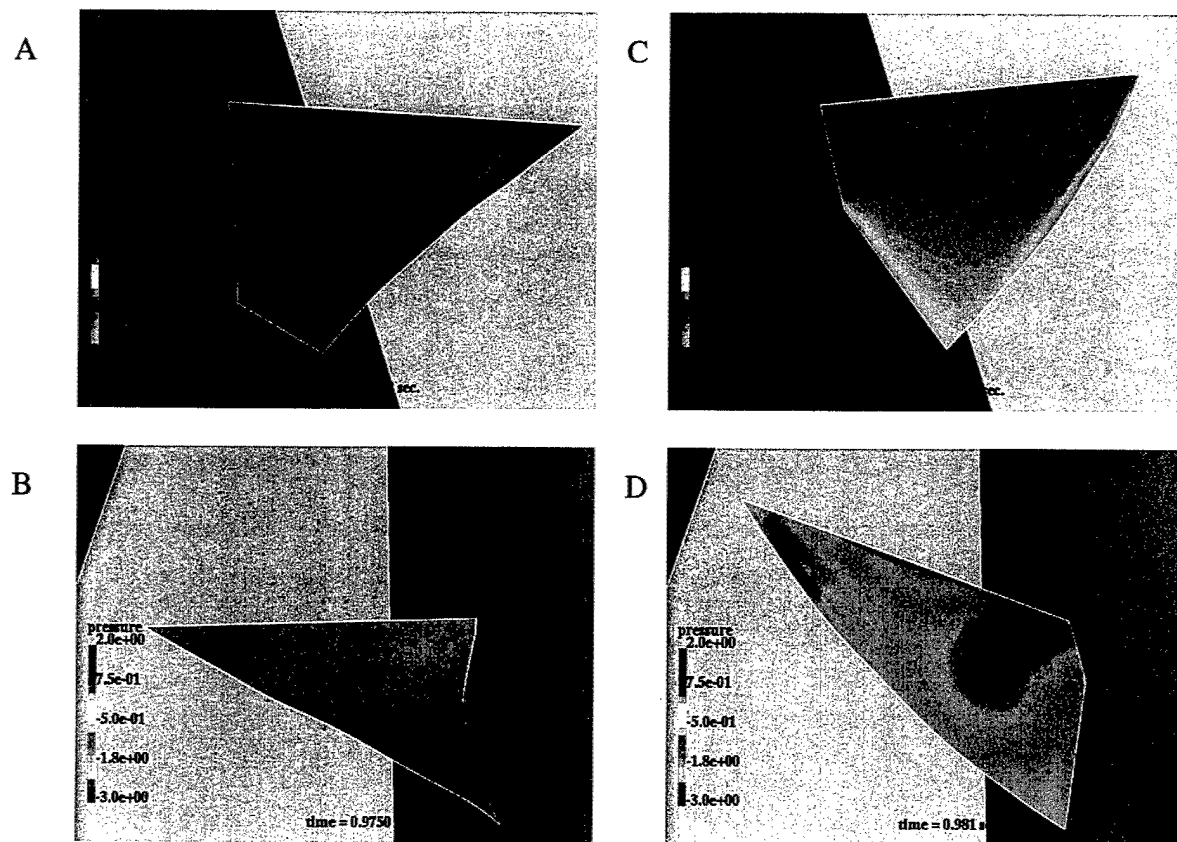 A
C
sec.
sec.
B
D
pressure
2.0e+00
7.5e-01
-5.0e-01
-1.8e+00
-3.0e+00
time = 0.9750
pressure
2.0e+00
7.5e-01
-5.0e-01
-1.8e+00
-3.0e+00
time = 0.981 s